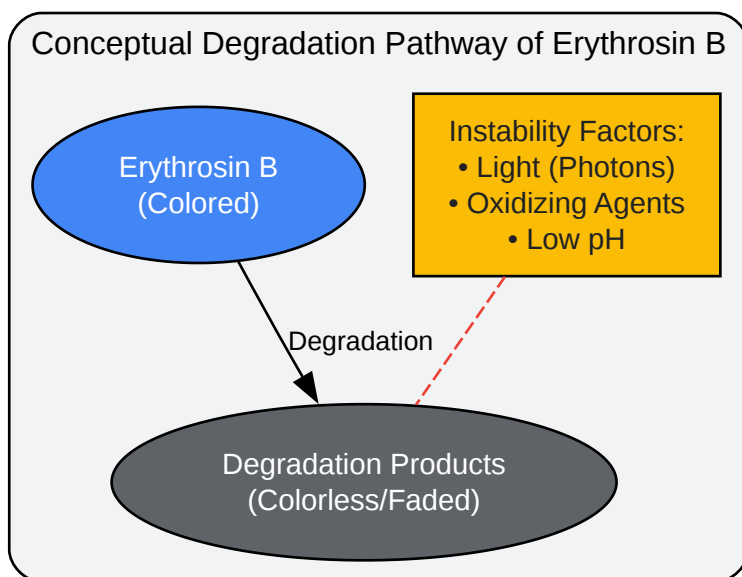 Conceptual Degradation Pathway of Erythrosin B
Erythrosin B
(Colored)
Instability Factors:
• Light (Photons)
• Oxidizing Agents
• Low pH
Degradation
Degradation Products
(Colorless/Faded)